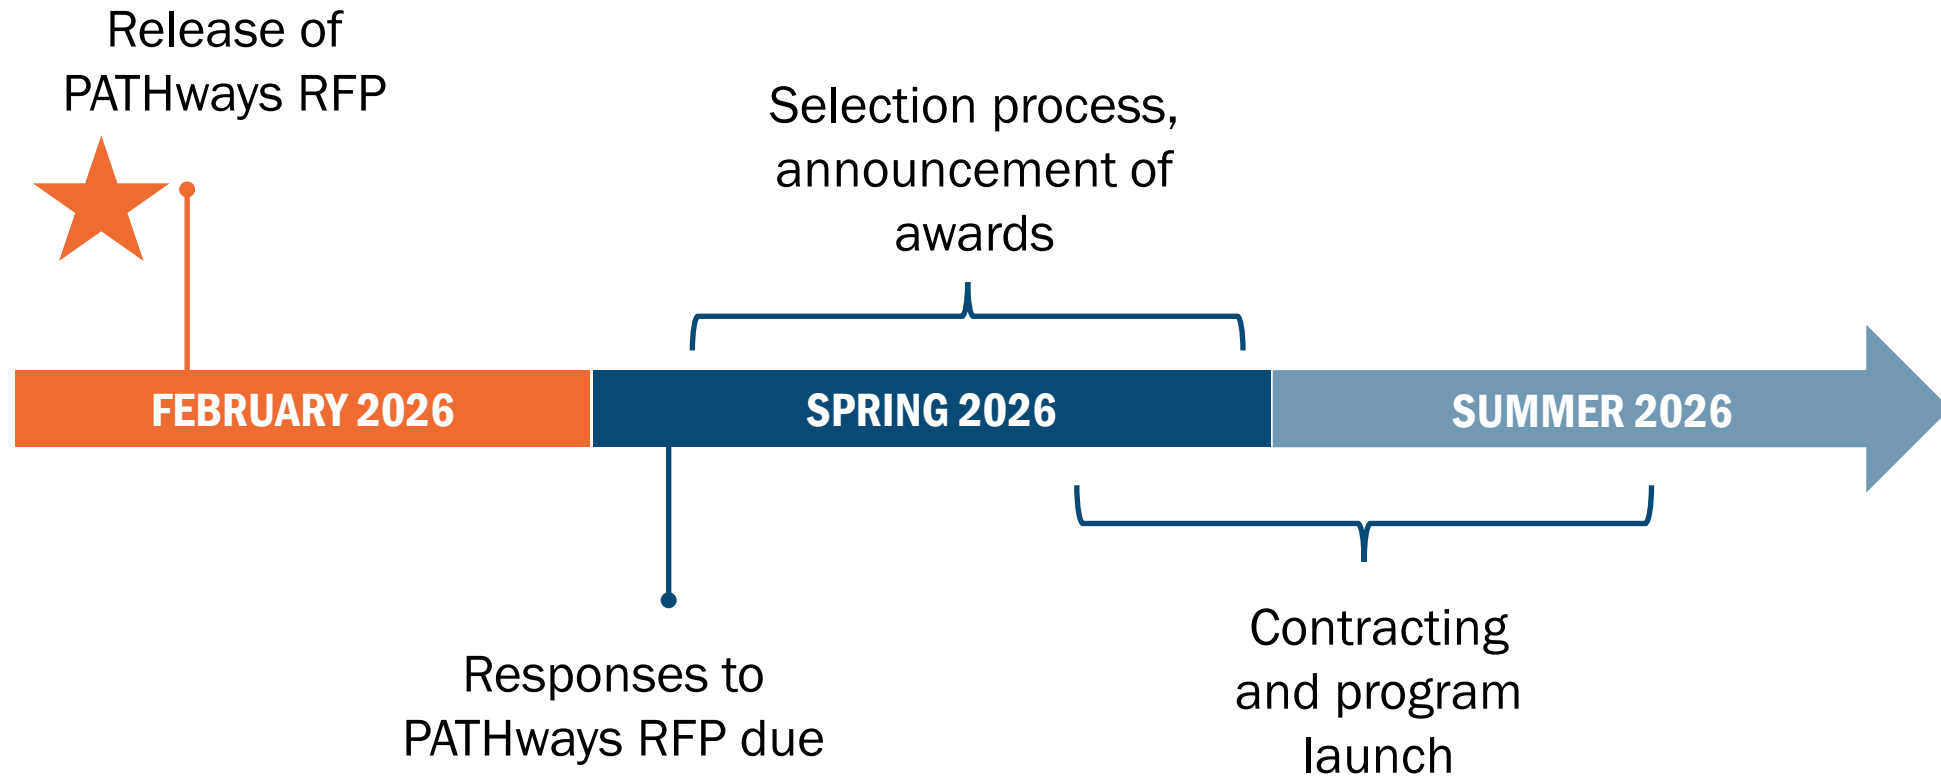 Release of
PATHways RFP
Selection process,
announcement of
awards
FEBRUARY 2026
SPRING 2026
SUMMER 2026
Responses to
PATHways RFP due
Contracting
and program
launch